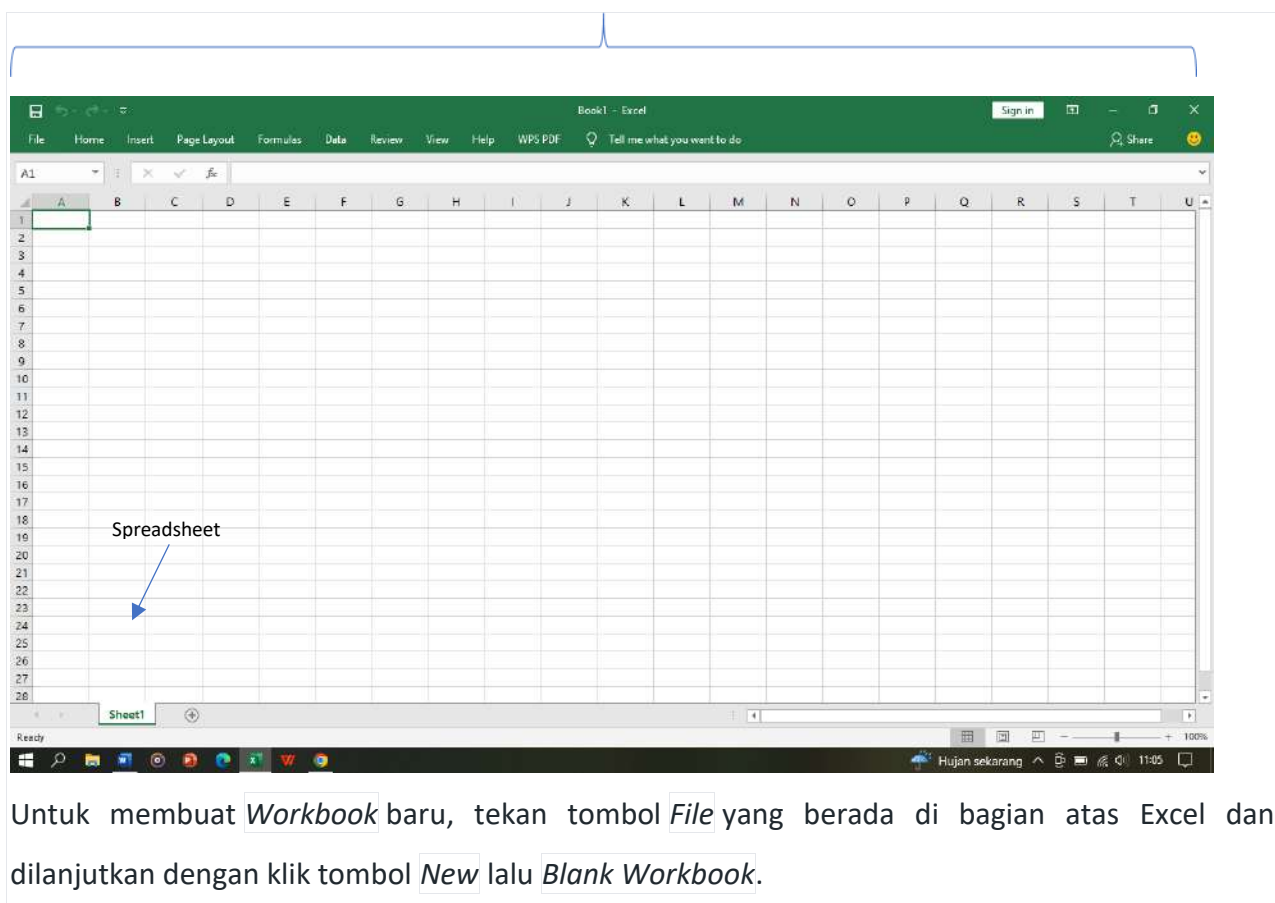 Book1 - Excel
Sign in
File Home Insert Page Layout Formulas Data Review View Help WPS PDF Tell me what you want to do Share
A1 fx
A B C D E F G H I J K L M N O P Q R S T U
1
2
3
4
5
6
7
8
9
10
11
12
13
14
15
16
17
18
Spreadsheet
19
20
21
22
23
24
25
26
27
28
Sheet1
Ready 100%
Hujan sekarang 11:05
Untuk membuat Workbook baru, tekan tombol File yang berada di bagian atas Excel dan
dilanjutkan dengan klik tombol New lalu Blank Workbook.